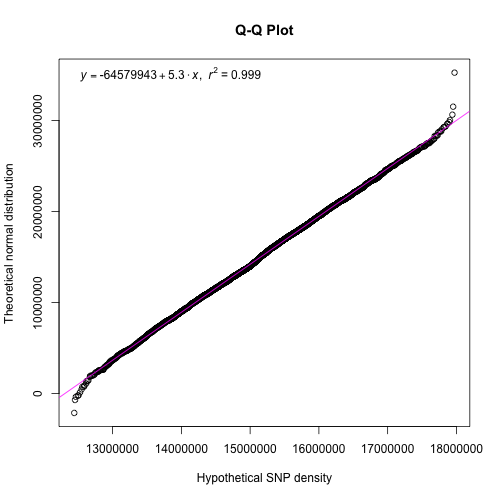 Q-Q Plot
y = -64579943 + 5.3 · x, r² = 0.999
Theoretical normal distribution
30000000
20000000
10000000
0
13000000 14000000 15000000 16000000 17000000 18000000
Hypothetical SNP density